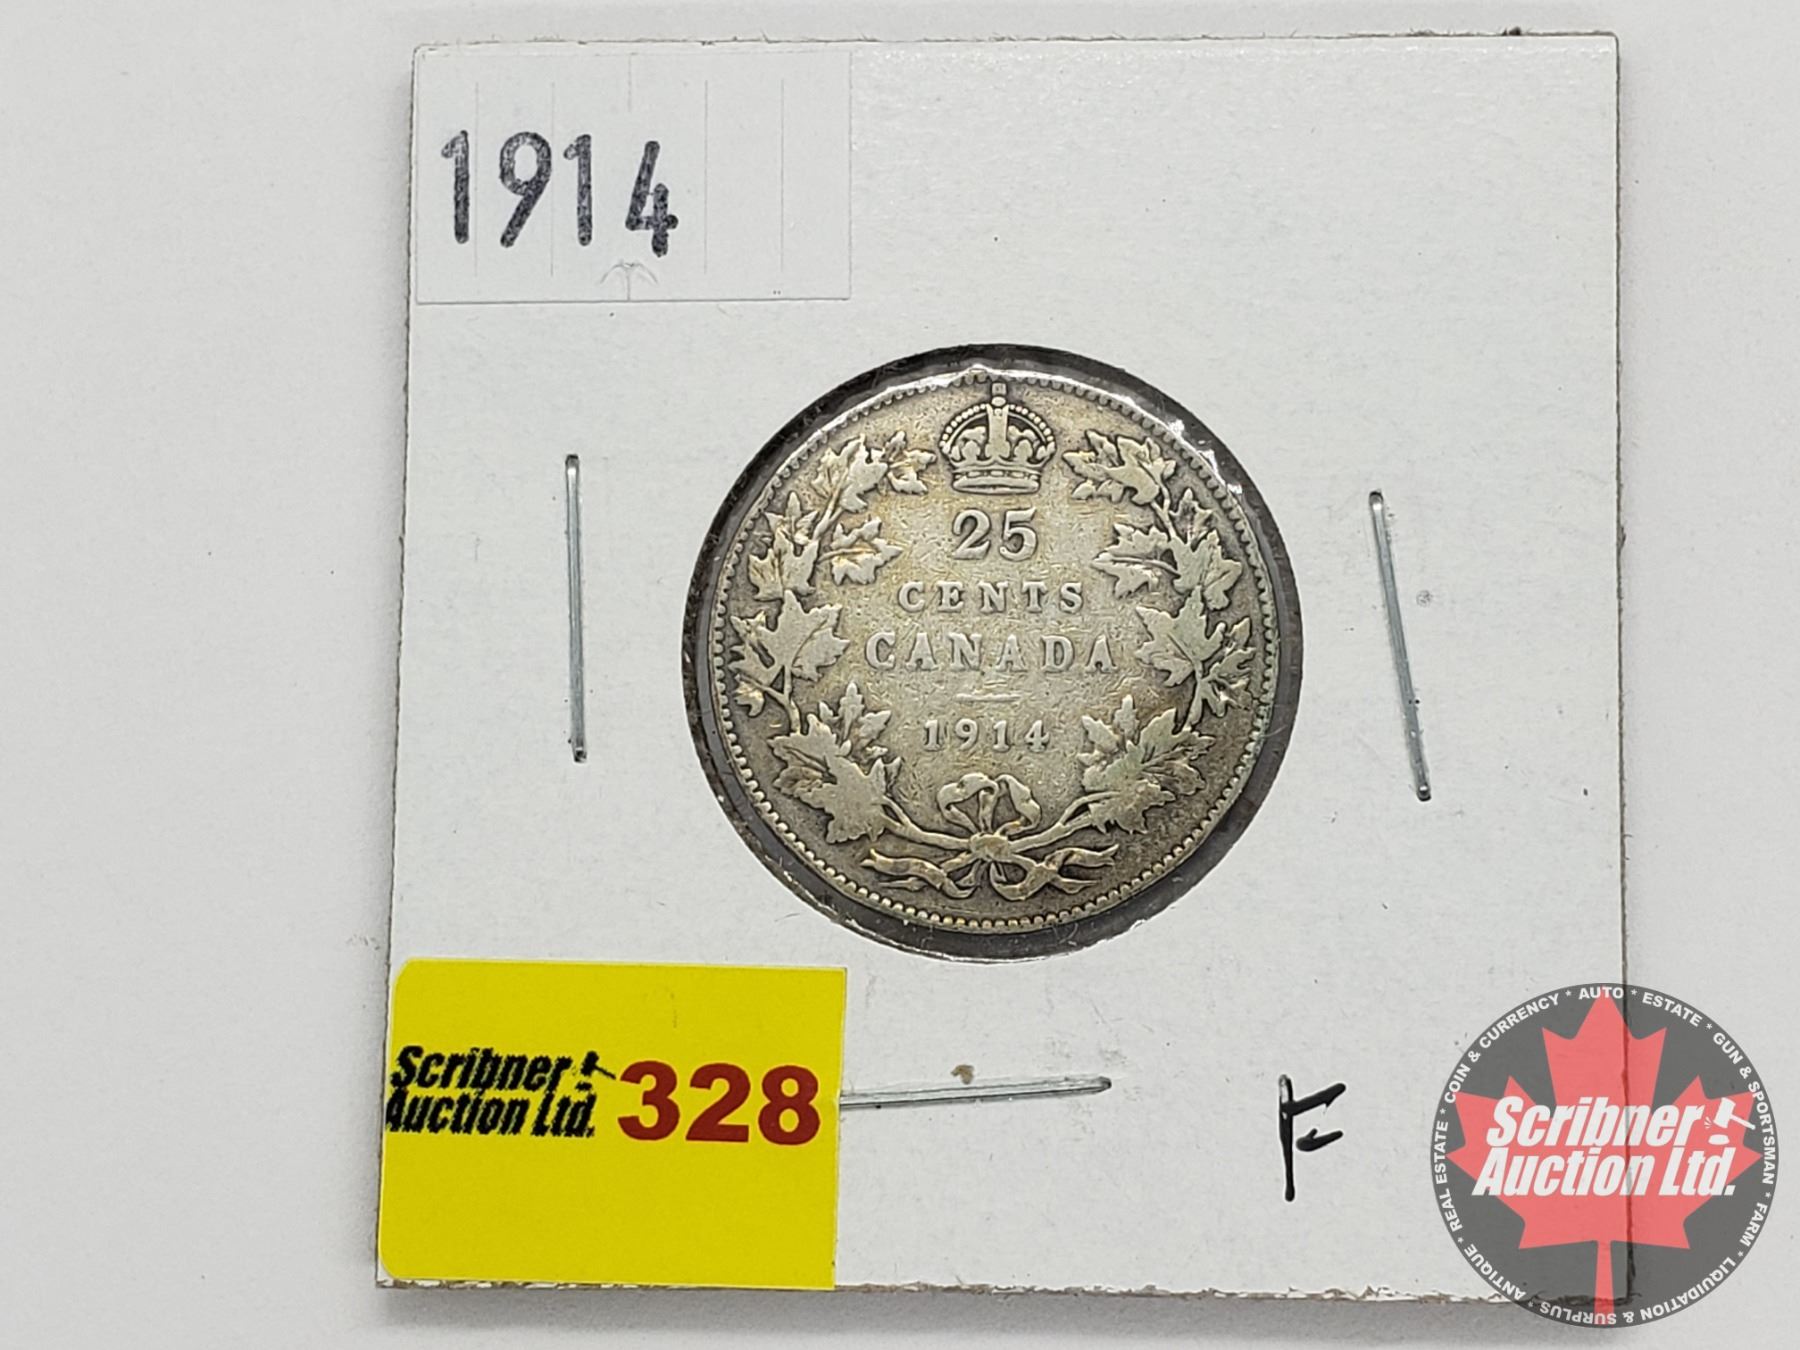 1914
25
CENTS
CANADA
1914
Scribner
Auction Ltd.
328
F
REAL ESTATE * COIN & CURRENCY * AUTO * ESTATE * GUN & SPORTSMAN * FARM * LIQUIDATION & SURPLUS * ANTIQUE *
Scribner
Auction Ltd.